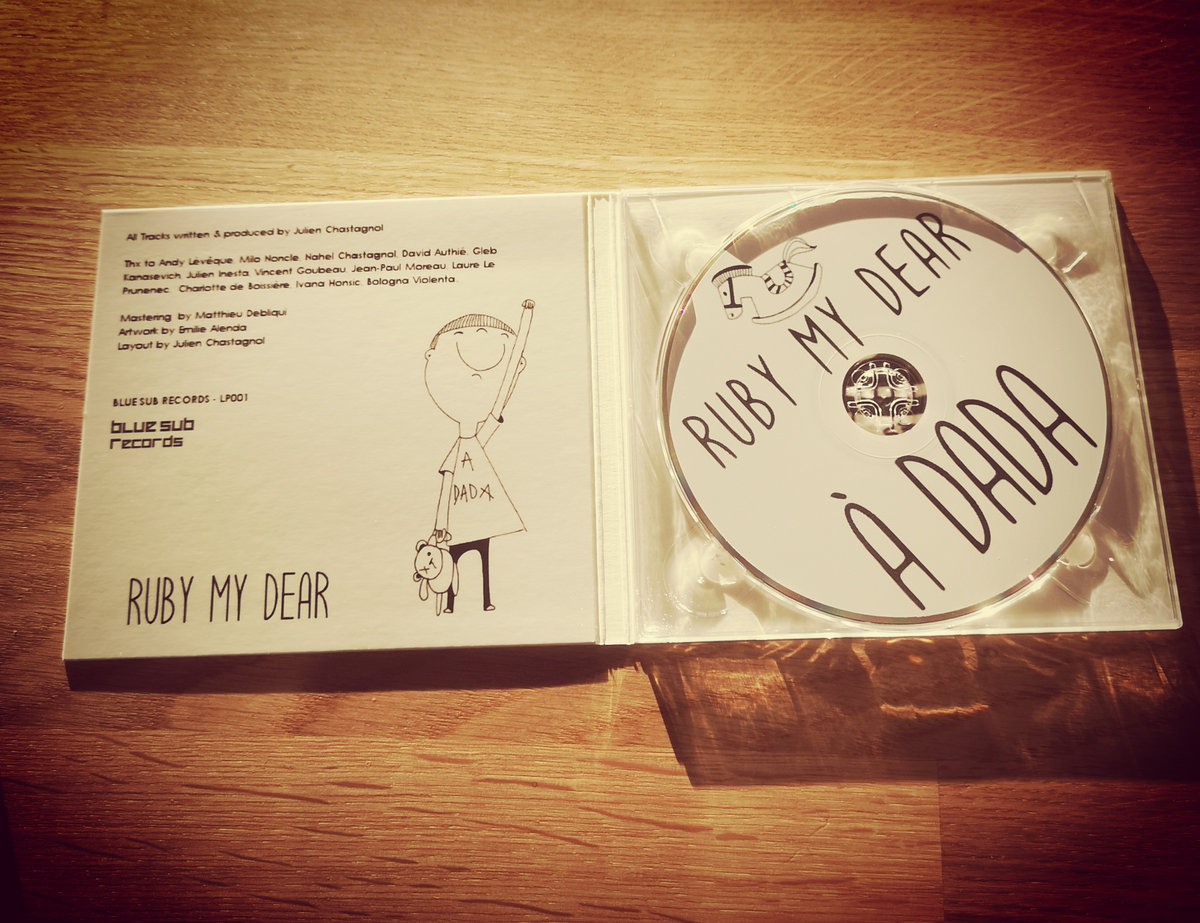 All Tracks written & produced by Julien Chastagnol
Thx to Andy Lévêque, Milo Noncle, Nahel Chastagnol, David Authié, Gleb
Kanasevich, Julien Inesta, Vincent Goubeau, Jean-Paul Moreau, Laure Le
Prunenec, Charlotte de Boissière, Ivana Honsic, Bologna Violenta..
Mastering by Matthieu Debliqui
Artwork by Emilie Alenda
Layout by Julien Chastagnol
BLUE SUB RECORDS - LP001
blue sub
records
A
DADA
RUBY MY DEAR
RUBY MY DEAR
À DADA